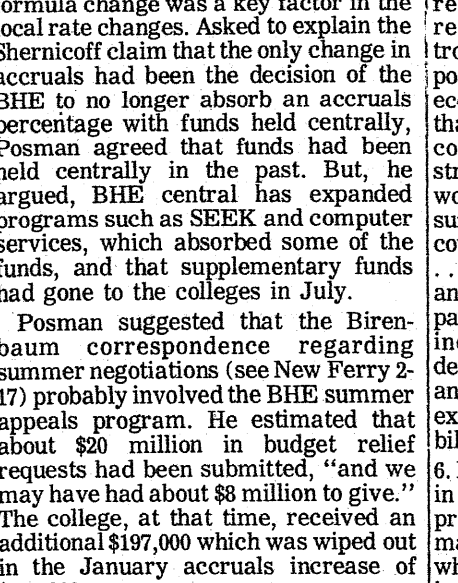 formula change was a key factor in the
local rate changes. Asked to explain the
Shernicoff claim that the only change in
accruals had been the decision of the
BHE to no longer absorb an accruals
percentage with funds held centrally,
Posman agreed that funds had been
held centrally in the past. But, he
argued, BHE central has expanded
programs such as SEEK and computer
services, which absorbed some of the
funds, and that supplementary funds
had gone to the colleges in July.
Posman suggested that the Biren-
baum correspondence regarding
summer negotiations (see New Ferry 2-
17) probably involved the BHE summer
appeals program. He estimated that
about $20 million in budget relief
requests had been submitted, “and we
may have had about $8 million to give.”
The college, at that time, received an
additional $197,000 which was wiped out
in the January accruals increase of